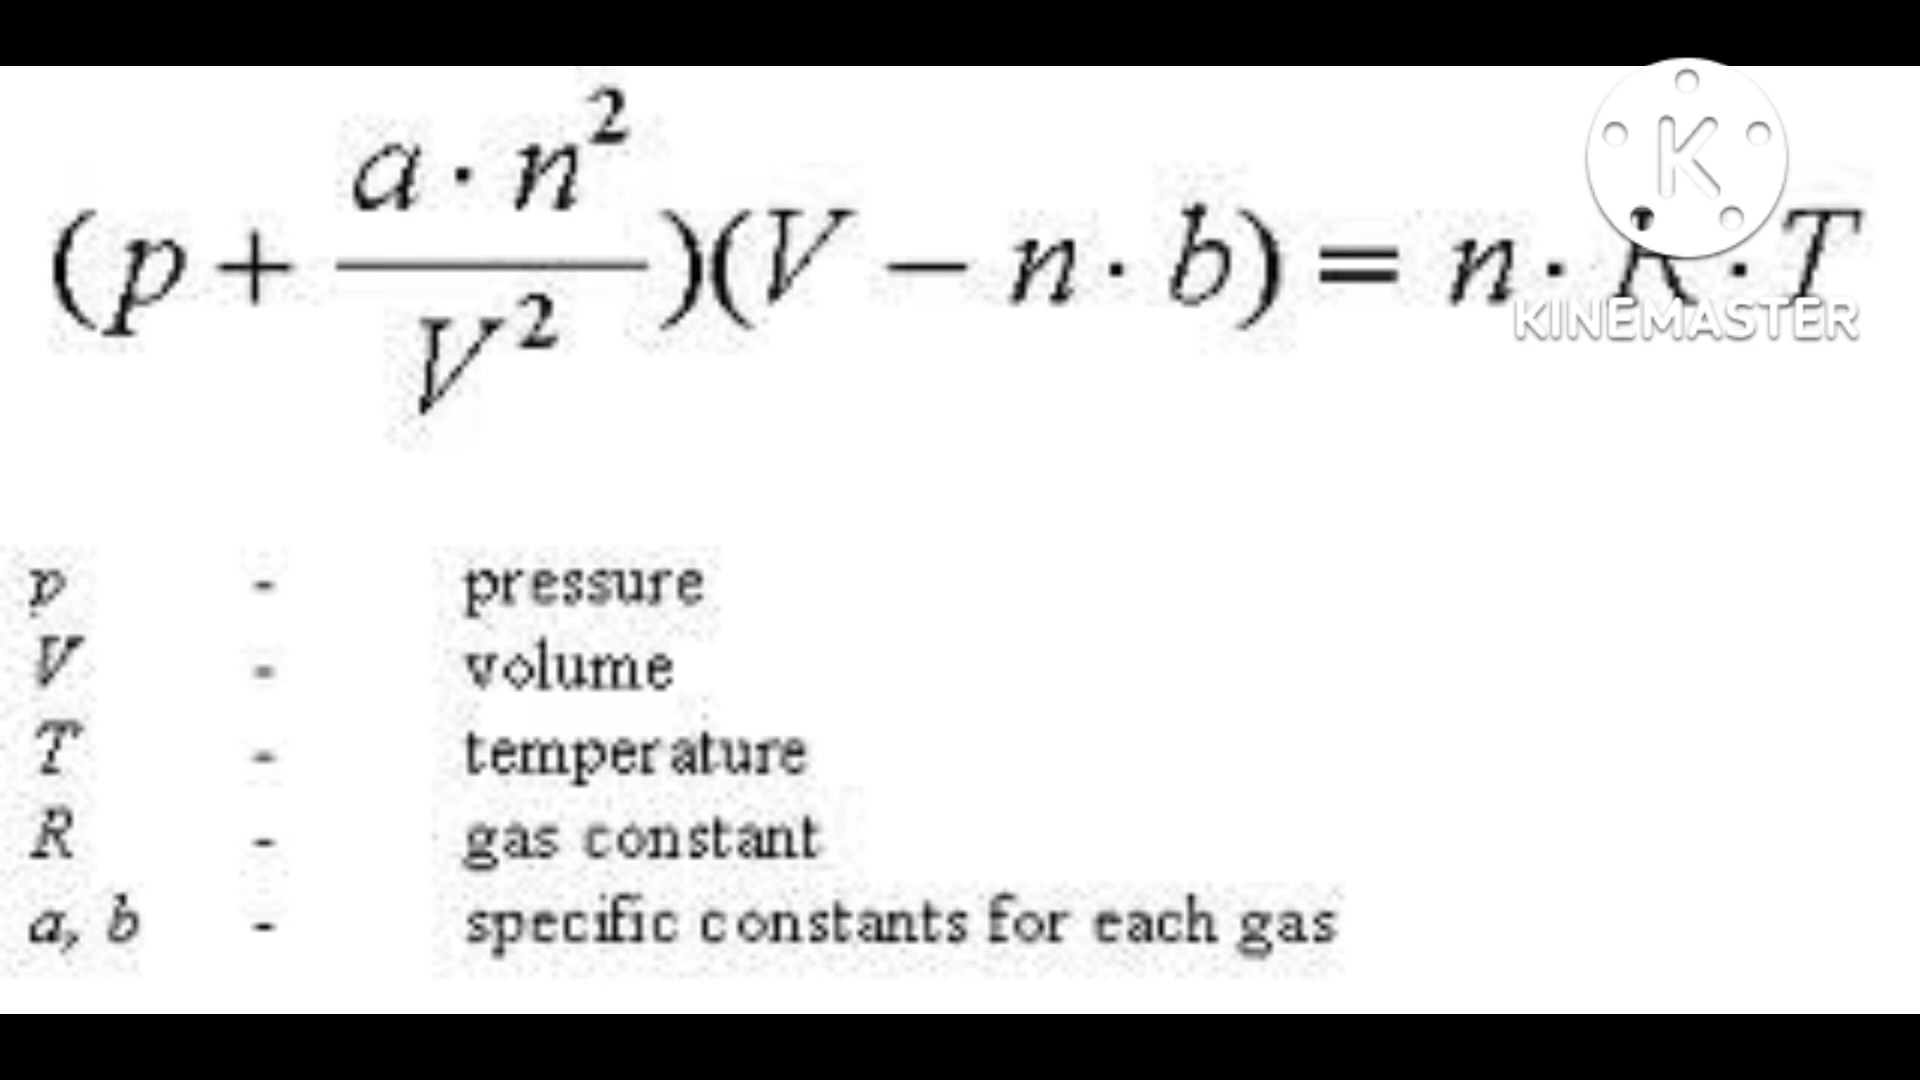 (p + a · n² / V²)(V − n · b) = n · R · T
K
KINEMASTER
p - pressure
V - volume
T - temperature
R - gas constant
a, b - specific constants for each gas